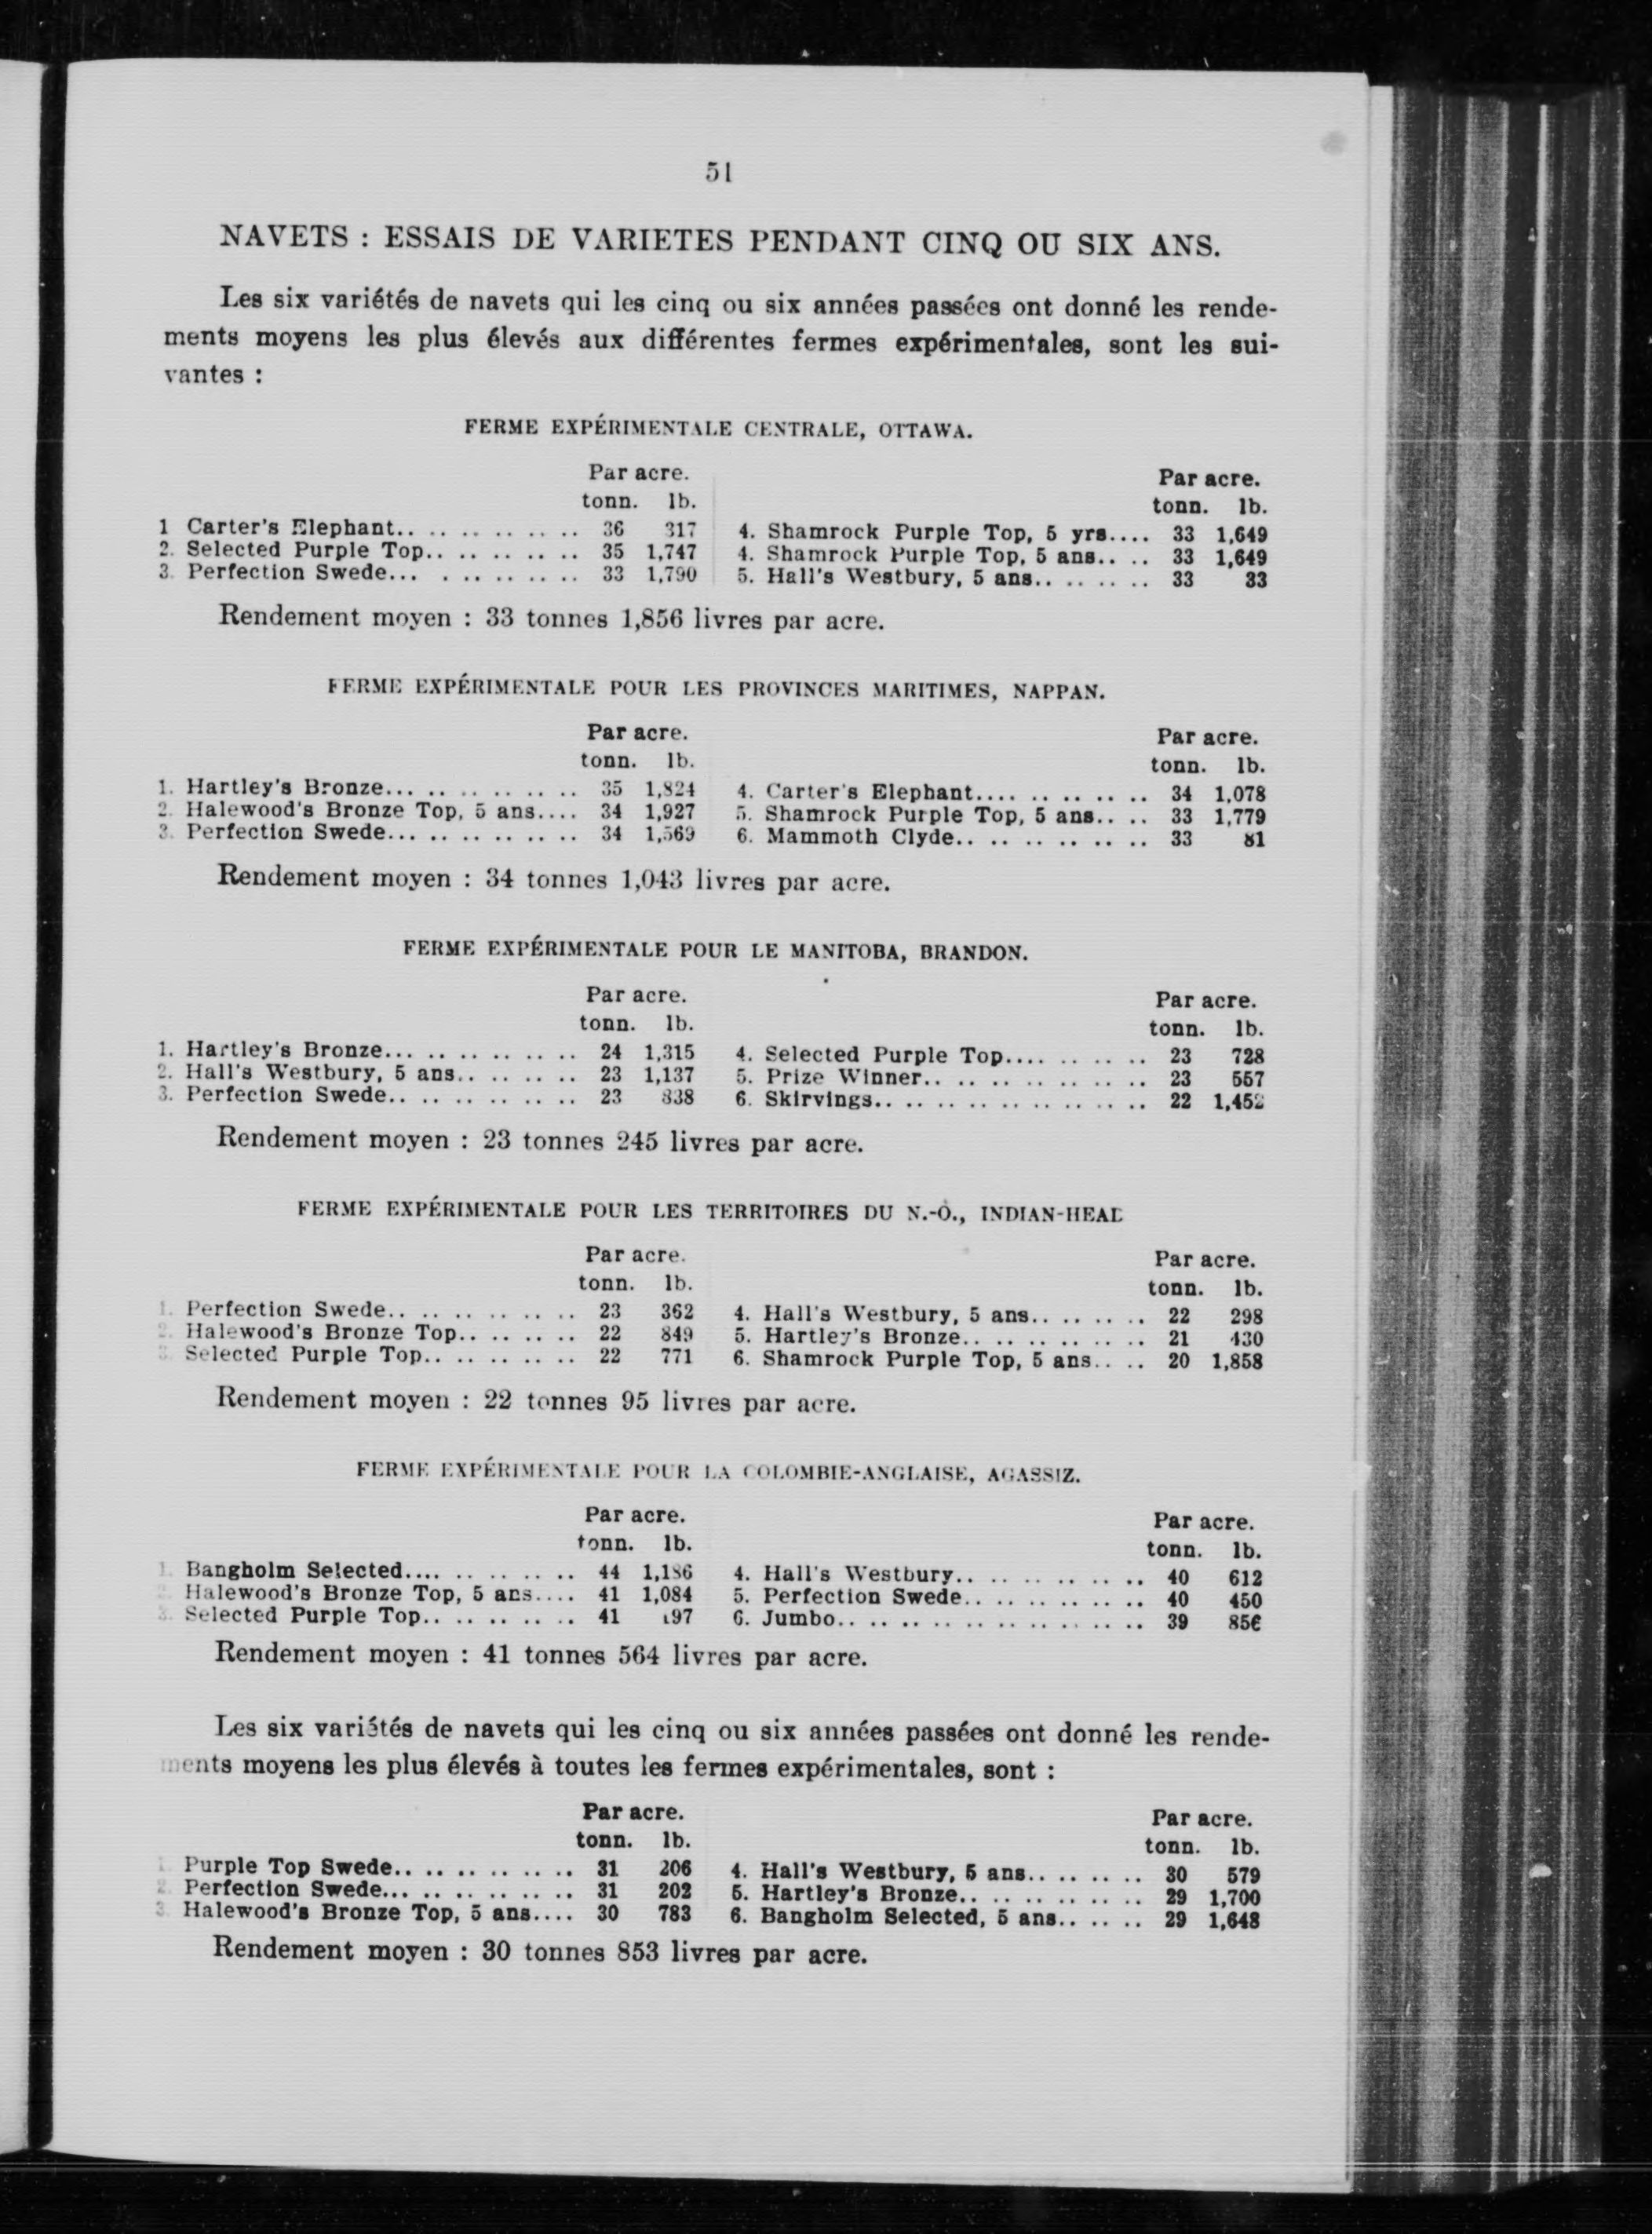 51
NAVETS : ESSAIS DE VARIETES PENDANT CINQ OU SIX ANS.
Les six variétés de navets qui les cinq ou six années passées ont donné les rende-
ments moyens les plus élevés aux différentes fermes expérimentales, sont les sui-
vantes :
FERME EXPÉRIMENTALE CENTRALE, OTTAWA.
Par acre. Par acre.
tonn. lb. tonn. lb.
1 Carter's Elephant.. .. .. .. .. .. 36 317 4. Shamrock Purple Top, 5 yrs.... 33 1,649
2. Selected Purple Top.. .. .. .. .. 35 1,747 4. Shamrock Purple Top, 5 ans.. .. 33 1,649
3. Perfection Swede... . .. .. .. .. 33 1,790 5. Hall's Westbury, 5 ans.. .. .. .. 33 33
Rendement moyen : 33 tonnes 1,856 livres par acre.
FERME EXPÉRIMENTALE POUR LES PROVINCES MARITIMES, NAPPAN.
Par acre. Par acre.
tonn. lb. tonn. lb.
1. Hartley's Bronze... .. .. .. .. .. 35 1,824 4. Carter's Elephant.... .. .. .. .. 34 1,078
2. Halewood's Bronze Top, 5 ans.... 34 1,927 5. Shamrock Purple Top, 5 ans.. .. 33 1,779
3. Perfection Swede... .. .. .. .. .. 34 1,569 6. Mammoth Clyde.. .. .. .. .. .. 33 81
Rendement moyen : 34 tonnes 1,043 livres par acre.
FERME EXPÉRIMENTALE POUR LE MANITOBA, BRANDON.
Par acre. Par acre.
tonn. lb. tonn. lb.
1. Hartley's Bronze... .. .. .. .. .. 24 1,315 4. Selected Purple Top.... .. .. .. 23 728
2. Hall's Westbury, 5 ans.. .. .. .. 23 1,137 5. Prize Winner.. .. .. .. .. .. .. 23 557
3. Perfection Swede.. .. .. .. .. .. 23 838 6. Skirvings.. .. .. .. .. .. .. .. .. 22 1,452
Rendement moyen : 23 tonnes 245 livres par acre.
FERME EXPÉRIMENTALE POUR LES TERRITOIRES DU N.-O., INDIAN-HEAD
Par acre. Par acre.
tonn. lb. tonn. lb.
1. Perfection Swede.. .. .. .. .. .. 23 362 4. Hall's Westbury, 5 ans.. .. .. .. 22 298
2. Halewood's Bronze Top.. .. .. .. 22 849 5. Hartley's Bronze.. .. .. .. .. .. 21 430
3. Selected Purple Top.. .. .. .. .. 22 771 6. Shamrock Purple Top, 5 ans.. .. 20 1,858
Rendement moyen : 22 tonnes 95 livres par acre.
FERME EXPÉRIMENTALE POUR LA COLOMBIE-ANGLAISE, AGASSIZ.
Par acre. Par acre.
tonn. lb. tonn. lb.
1. Bangholm Selected.... .. .. .. .. 44 1,186 4. Hall's Westbury.. .. .. .. .. .. 40 612
2. Halewood's Bronze Top, 5 ans.... 41 1,084 5. Perfection Swede.. .. .. .. .. .. 40 450
3. Selected Purple Top.. .. .. .. .. 41 6. Jumbo.. .. .. .. .. .. .. .. .. .. 39 856
Rendement moyen : 41 tonnes 564 livres par acre.
Les six variétés de navets qui les cinq ou six années passées ont donné les rende-
ments moyens les plus élevés à toutes les fermes expérimentales, sont :
Par acre. Par acre.
tonn. lb. tonn. lb.
1. Purple Top Swede.. .. .. .. .. .. 31 206 4. Hall's Westbury, 5 ans.. .. .. .. 30 579
2. Perfection Swede... .. .. .. .. .. 31 202 5. Hartley's Bronze.. .. .. .. .. .. 29 1,700
3. Halewood's Bronze Top, 5 ans.... 30 783 6. Bangholm Selected, 5 ans.. .. .. 29 1,648
Rendement moyen : 30 tonnes 853 livres par acre.